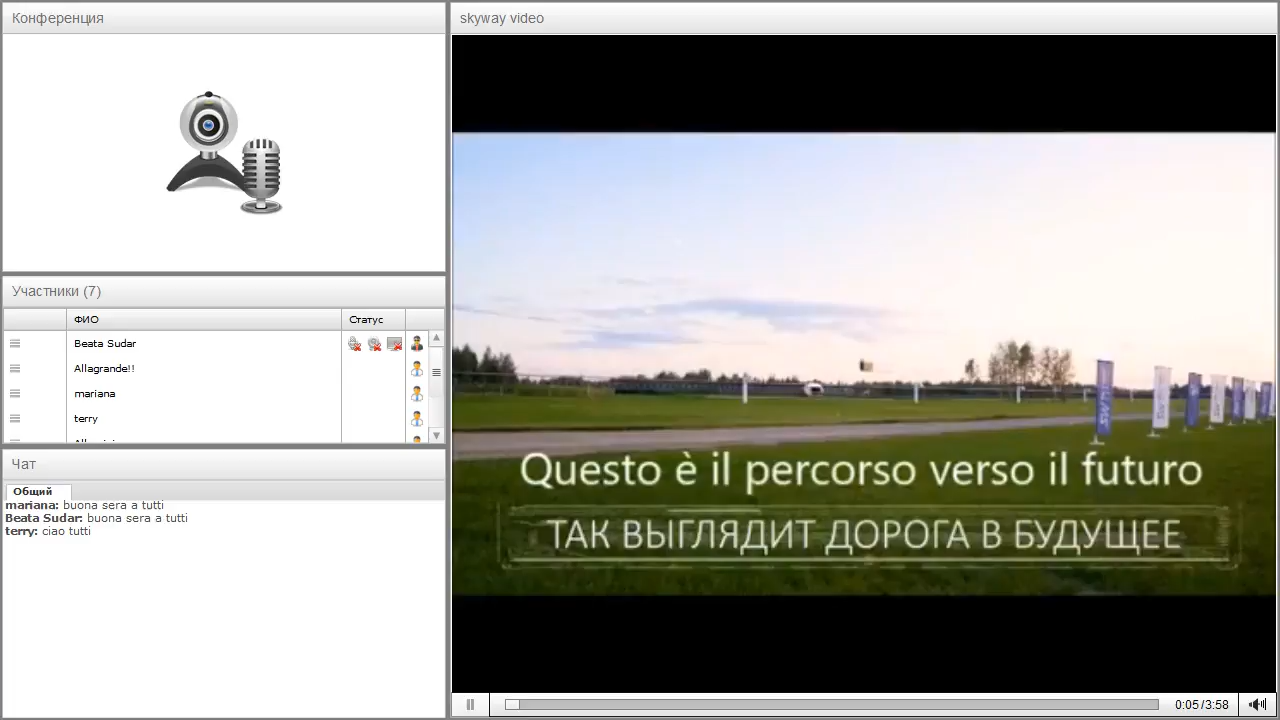 Конференция
Участники (7)
ФИО Статус
Beata Sudar
Allagrande!!
mariana
terry
Чат
Общий
mariana: buona sera a tutti
Beata Sudar: buona sera a tutti
terry: ciao tutti
skyway video
Questo è il percorso verso il futuro
ТАК ВЫГЛЯДИТ ДОРОГА В БУДУЩЕЕ
0:05/3:58